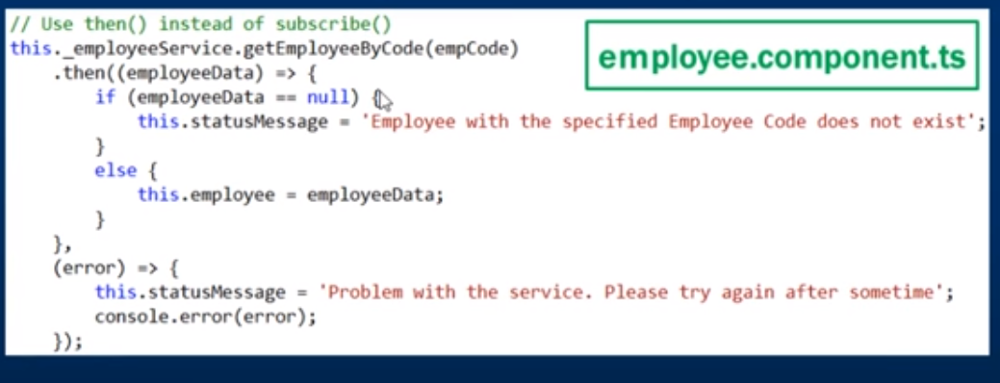 // Use then() instead of subscribe()
this._employeeService.getEmployeeByCode(empCode)
employee.component.ts
    .then((employeeData) => {
        if (employeeData == null) {
            this.statusMessage = 'Employee with the specified Employee Code does not exist';
        }
        else {
            this.employee = employeeData;
        }
    },
    (error) => {
        this.statusMessage = 'Problem with the service. Please try again after sometime';
        console.error(error);
    });